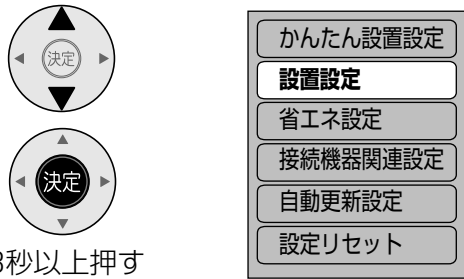 決定
決定
3秒以上押す
かんたん設置設定
設置設定
省エネ設定
接続機器関連設定
自動更新設定
設定リセット